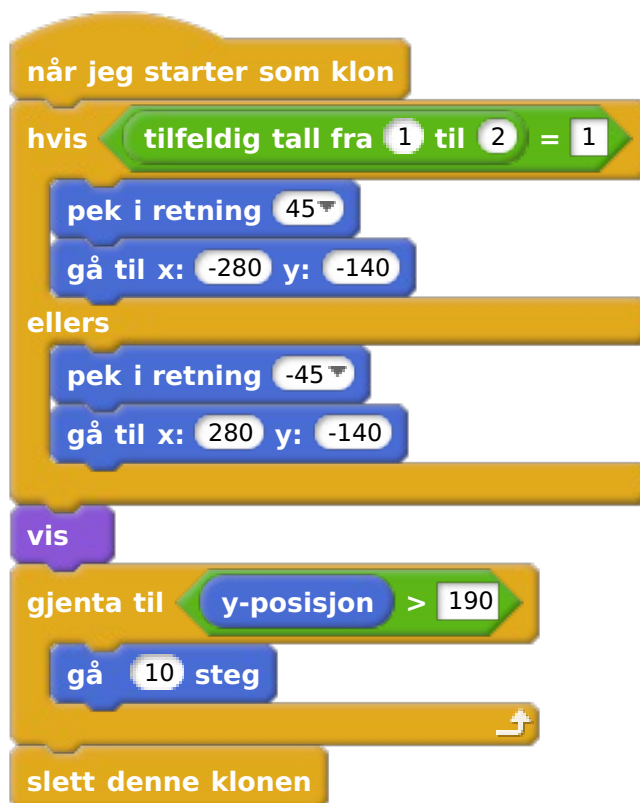 når jeg starter som klon
hvis tilfeldig tall fra 1 til 2 = 1
pek i retning 45
gå til x: -280 y: -140
ellers
pek i retning -45
gå til x: 280 y: -140
vis
gjenta til y-posisjon > 190
gå 10 steg
slett denne klonen